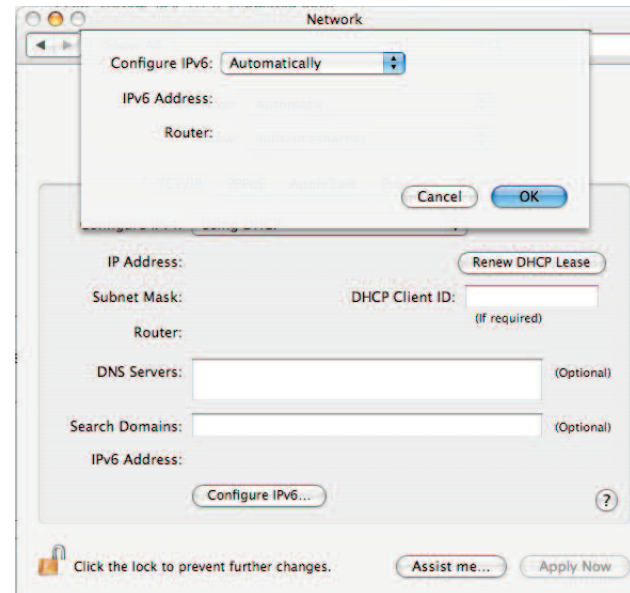 Network
Configure IPv6: Automatically
IPv6 Address:
Router:
Cancel OK
IP Address: Renew DHCP Lease
Subnet Mask: DHCP Client ID:
(If required)
Router:
DNS Servers: (Optional)
Search Domains: (Optional)
IPv6 Address:
Configure IPv6... ?
Click the lock to prevent further changes. Assist me... Apply Now